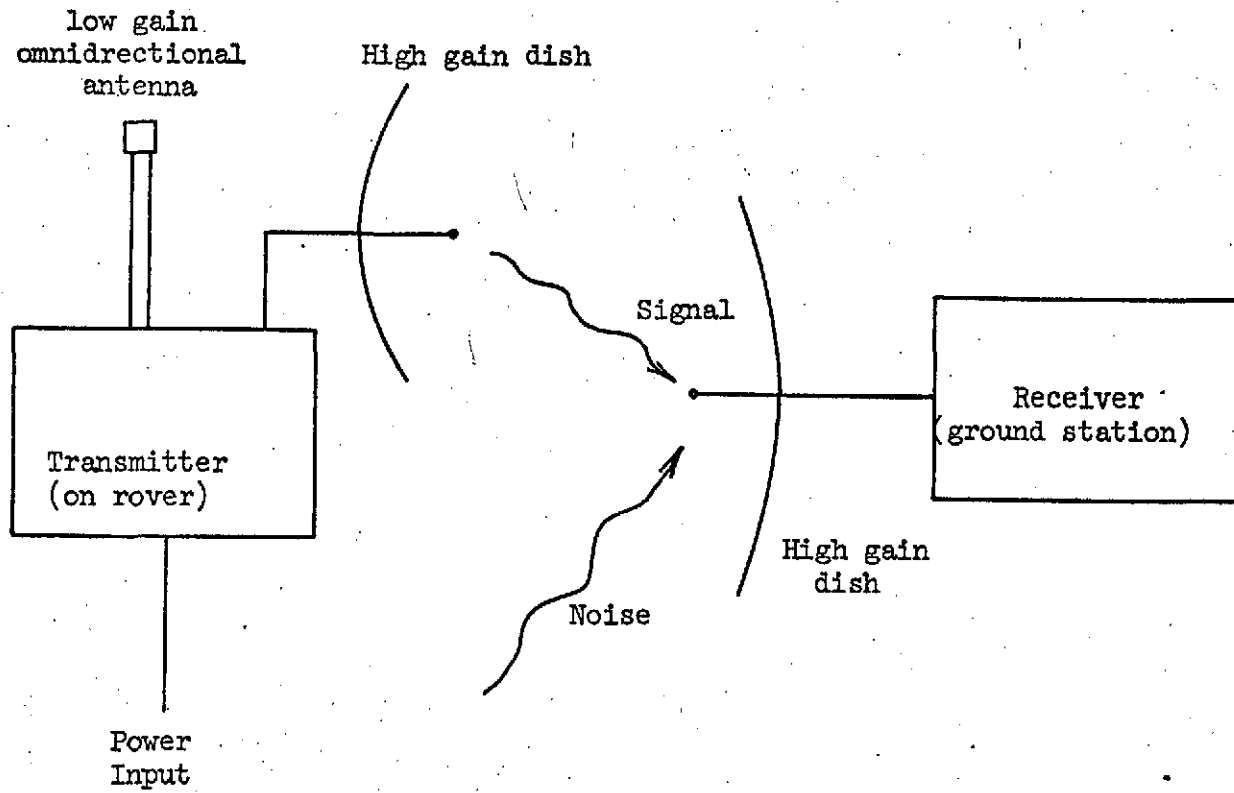 low gain
omnidrectional
antenna
High gain dish
Signal
Receiver
(ground station)
Transmitter
(on rover)
High gain
dish
Noise
Power
Input